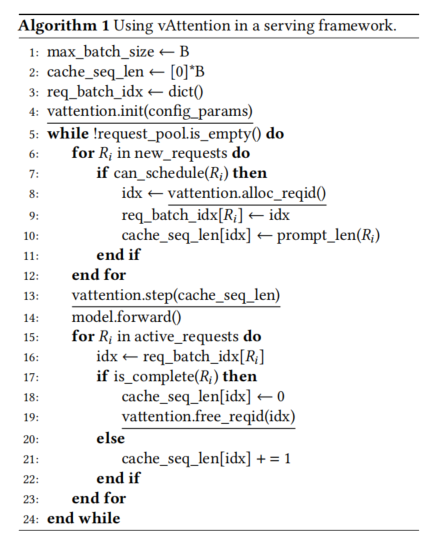 Algorithm 1 Using vAttention in a serving framework.
1: max_batch_size ← B
2: cache_seq_len ← [0]*B
3: req_batch_idx ← dict()
4: vattention.init(config_params)
5: while !request_pool.is_empty() do
6: for Rᵢ in new_requests do
7: if can_schedule(Rᵢ) then
8: idx ← vattention.alloc_reqid()
9: req_batch_idx[Rᵢ] ← idx
10: cache_seq_len[idx] ← prompt_len(Rᵢ)
11: end if
12: end for
13: vattention.step(cache_seq_len)
14: model.forward()
15: for Rᵢ in active_requests do
16: idx ← req_batch_idx[Rᵢ]
17: if is_complete(Rᵢ) then
18: cache_seq_len[idx] ← 0
19: vattention.free_reqid(idx)
20: else
21: cache_seq_len[idx] + = 1
22: end if
23: end for
24: end while